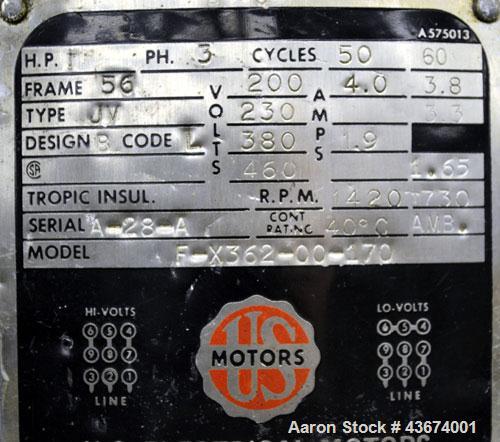 A575013
H.P. 1 PH. 3 CYCLES 50 60
FRAME 56 200 4.0 3.8
TYPE JV VOLTS 230 AMPS 3.3
DESIGN B CODE L 380 1.9
SA 460 1.65
TROPIC INSUL. R.P.M. 1420 1730
SERIAL A-28-A CONT RATING 40°C AMB.
MODEL F-X362-00-170
HI-VOLTS LO-VOLTS
6 5 4 6 5 4
9 8 7 9 8 7
3 2 1 3 2 1
LINE LINE
US
MOTORS
Aaron Stock # 43674001